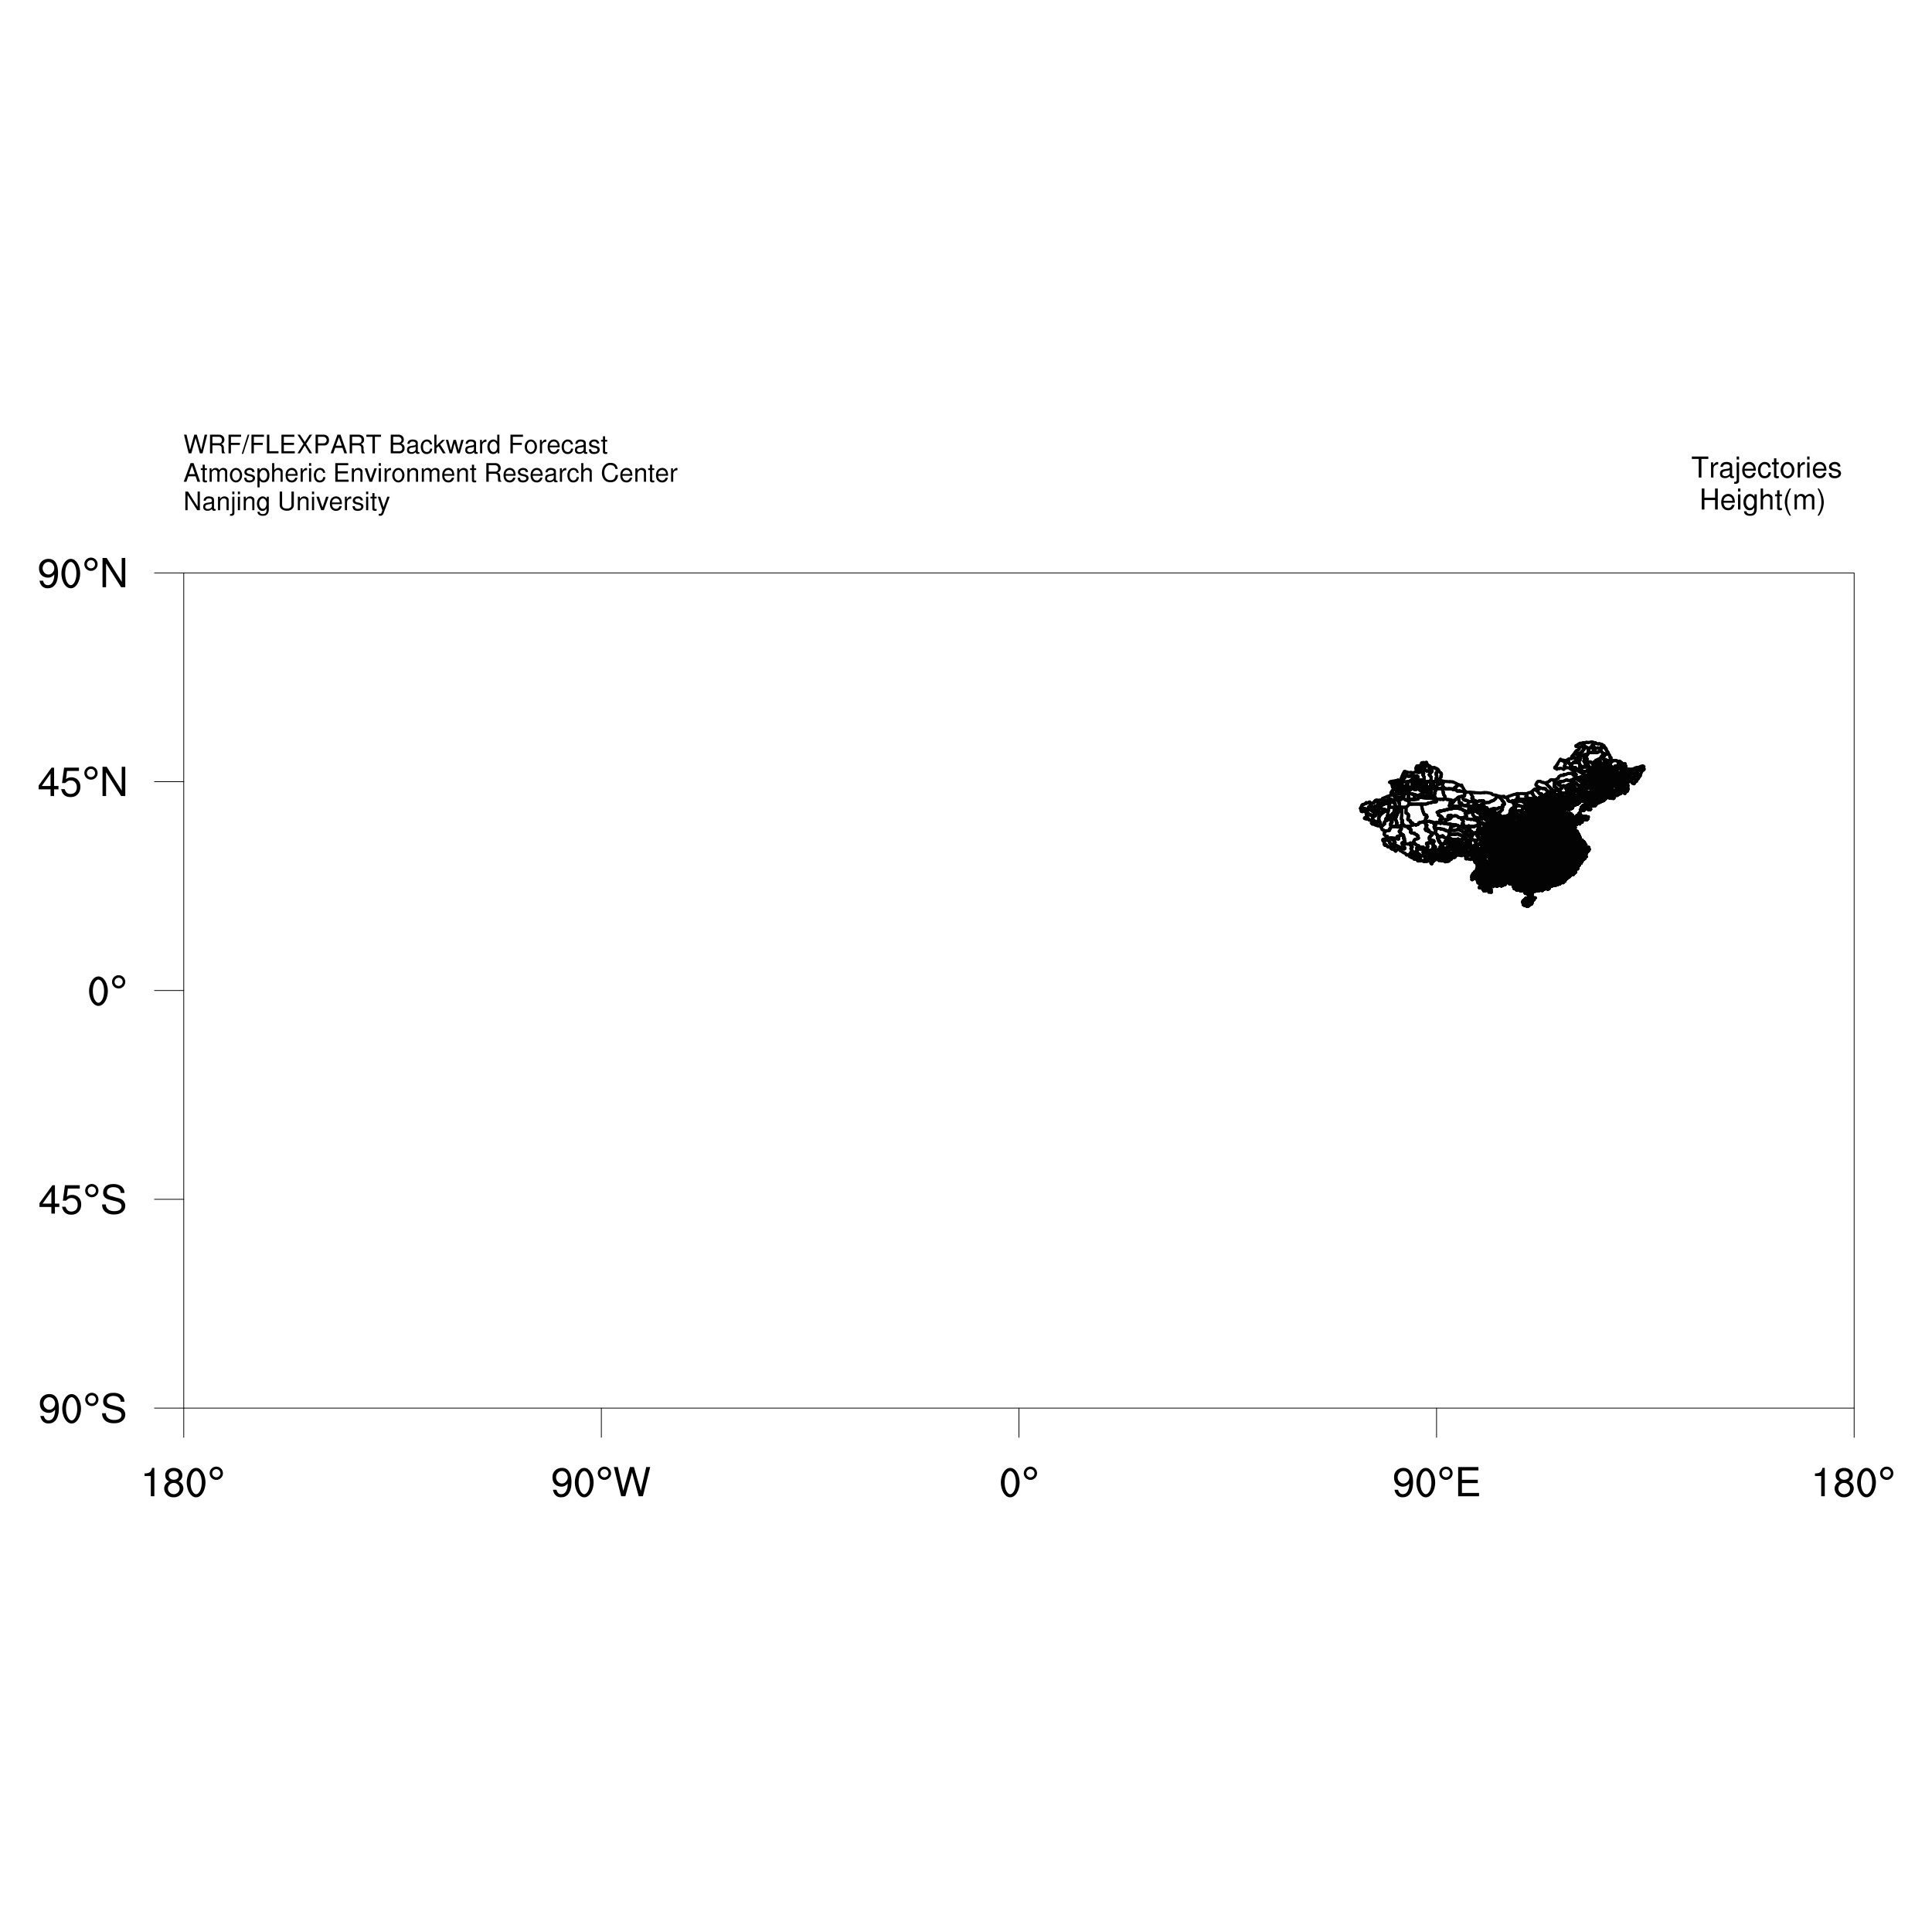 WRF/FLEXPART Backward Forecast
Atmospheric Environment Research Center
Nanjing University
Trajectories
Height(m)
90°N
45°N
0°
45°S
90°S
180° 90°W 0° 90°E 180°